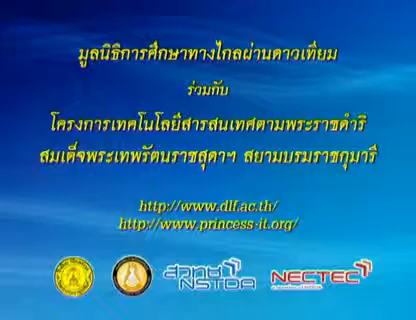 มูลนิธิการศึกษาทางไกลผ่านดาวเทียม
ร่วมกับ
โครงการเทคโนโลยีสารสนเทศตามพระราชดำริ
สมเด็จพระเทพรัตนราชสุดาฯ สยามบรมราชกุมารี
http://www.dlf.ac.th/
http://www.princess-it.org/
สวทช
NSTDA
NECTEC